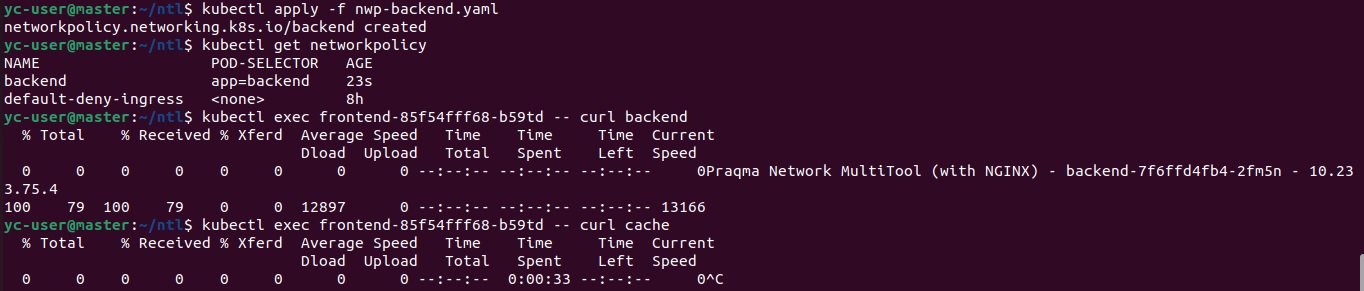 yc-user@master:~/ntl$ kubectl apply -f nwp-backend.yaml
networkpolicy.networking.k8s.io/backend created
yc-user@master:~/ntl$ kubectl get networkpolicy
NAME                   POD-SELECTOR   AGE
backend                app=backend    23s
default-deny-ingress   <none>         8h
yc-user@master:~/ntl$ kubectl exec frontend-85f54fff68-b59td -- curl backend
  % Total    % Received % Xferd  Average Speed   Time    Time     Time  Current
                                 Dload  Upload   Total   Spent    Left  Speed
  0     0    0     0    0     0      0      0 --:--:-- --:--:-- --:--:--     0Praqma Network MultiTool (with NGINX) - backend-7f6ffd4fb4-2fm5n - 10.23
3.75.4
100    79  100    79    0     0  12897      0 --:--:-- --:--:-- --:--:-- 13166
yc-user@master:~/ntl$ kubectl exec frontend-85f54fff68-b59td -- curl cache
  % Total    % Received % Xferd  Average Speed   Time    Time     Time  Current
                                 Dload  Upload   Total   Spent    Left  Speed
  0     0    0     0    0     0      0      0 --:--:--  0:00:33 --:--:--     0^C